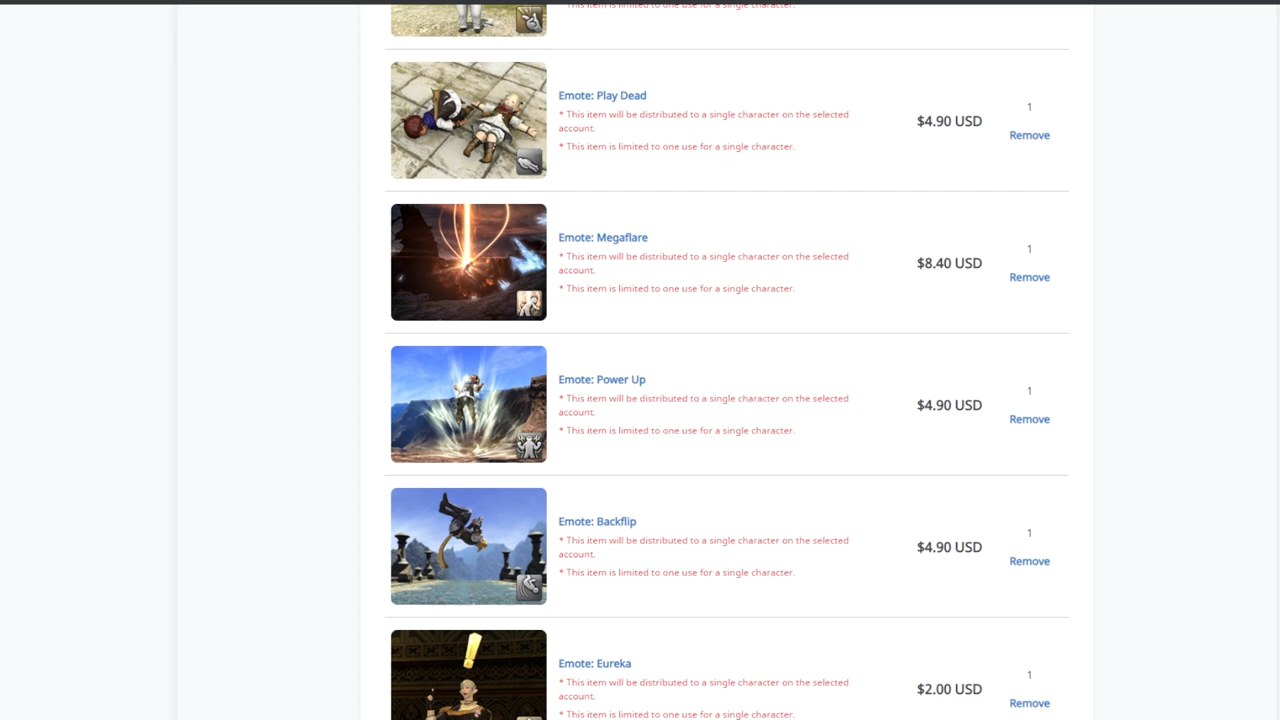 * This item is limited to one use for a single character.
Emote: Play Dead
* This item will be distributed to a single character on the selected
account.
* This item is limited to one use for a single character.
$4.90 USD
1
Remove
Emote: Megaflare
* This item will be distributed to a single character on the selected
account.
* This item is limited to one use for a single character.
$8.40 USD
1
Remove
Emote: Power Up
* This item will be distributed to a single character on the selected
account.
* This item is limited to one use for a single character.
$4.90 USD
1
Remove
Emote: Backflip
* This item will be distributed to a single character on the selected
account.
* This item is limited to one use for a single character.
$4.90 USD
1
Remove
Emote: Eureka
* This item will be distributed to a single character on the selected
account.
* This item is limited to one use for a single character.
$2.00 USD
1
Remove